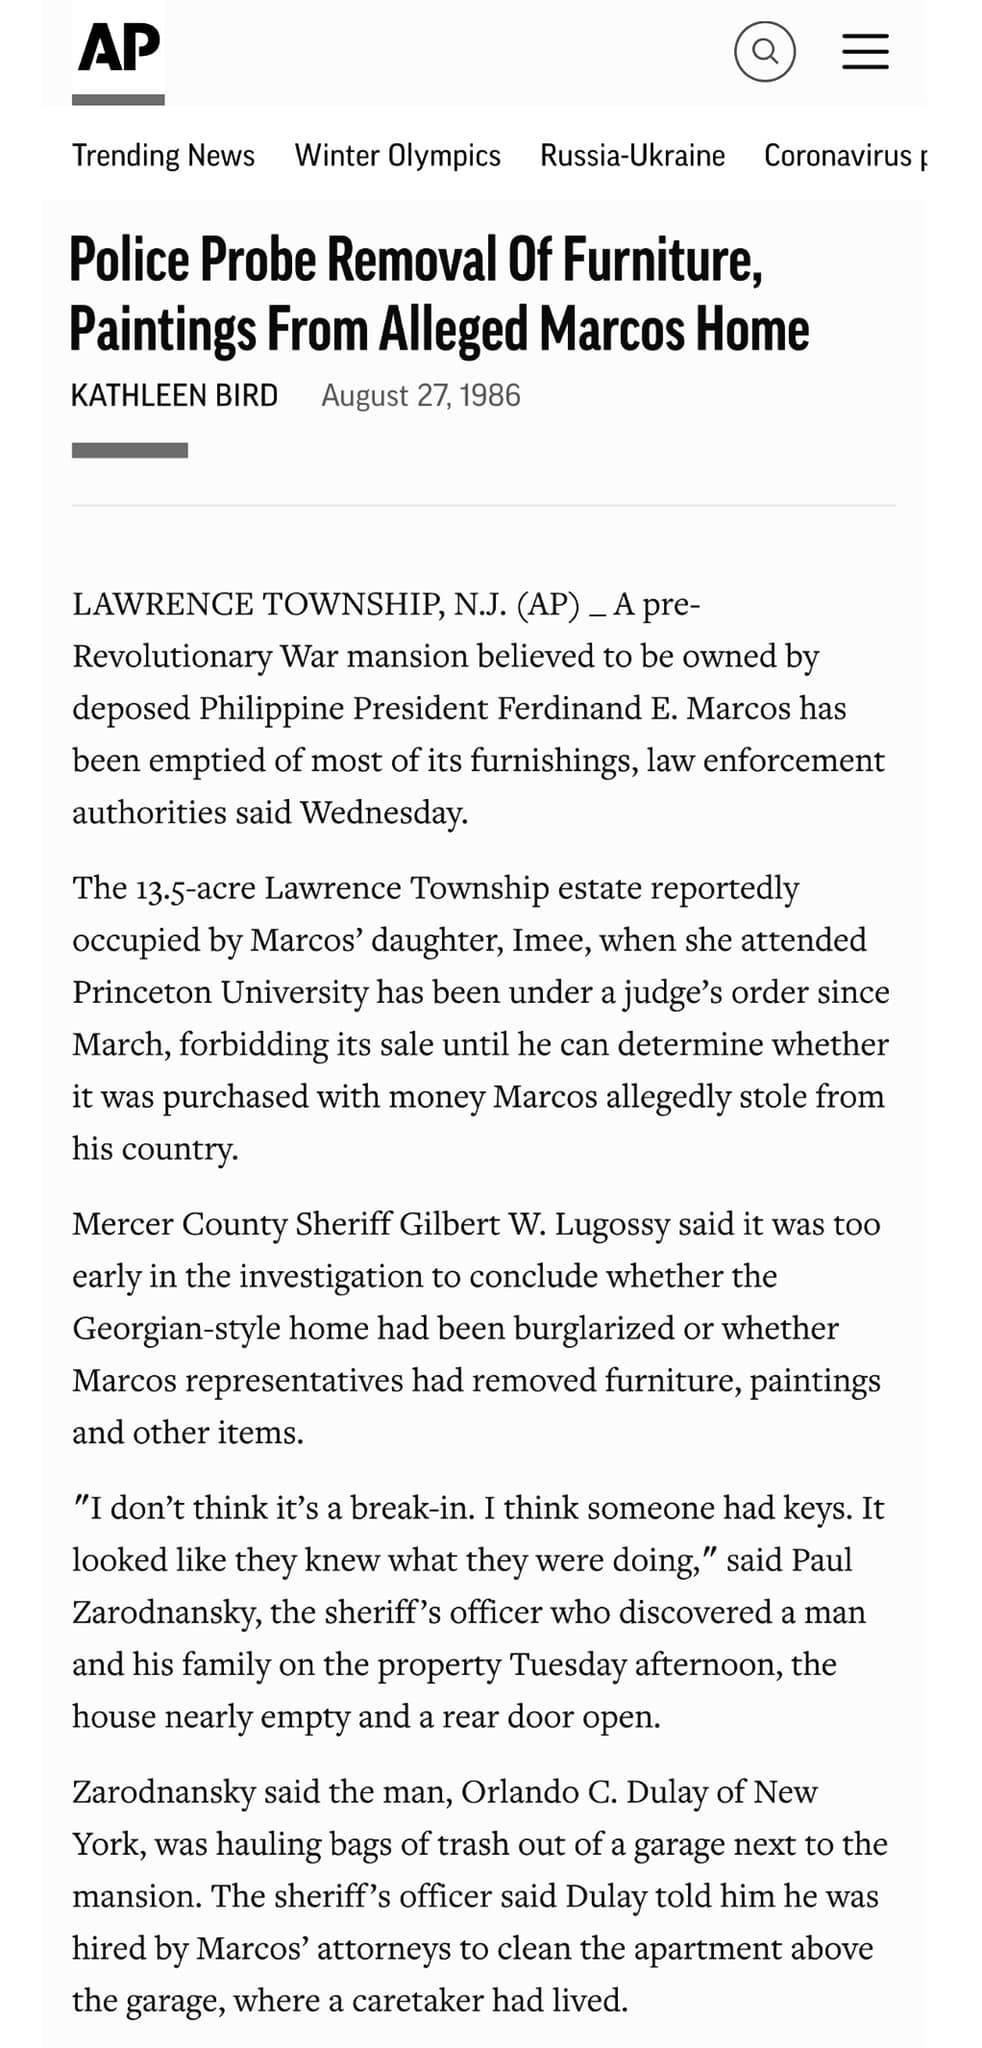 AP
Trending News Winter Olympics Russia-Ukraine Coronavirus p
Police Probe Removal Of Furniture,
Paintings From Alleged Marcos Home
KATHLEEN BIRD August 27, 1986
LAWRENCE TOWNSHIP, N.J. (AP) _ A pre-
Revolutionary War mansion believed to be owned by
deposed Philippine President Ferdinand E. Marcos has
been emptied of most of its furnishings, law enforcement
authorities said Wednesday.
The 13.5-acre Lawrence Township estate reportedly
occupied by Marcos’ daughter, Imee, when she attended
Princeton University has been under a judge’s order since
March, forbidding its sale until he can determine whether
it was purchased with money Marcos allegedly stole from
his country.
Mercer County Sheriff Gilbert W. Lugossy said it was too
early in the investigation to conclude whether the
Georgian-style home had been burglarized or whether
Marcos representatives had removed furniture, paintings
and other items.
"I don’t think it’s a break-in. I think someone had keys. It
looked like they knew what they were doing," said Paul
Zarodnansky, the sheriff’s officer who discovered a man
and his family on the property Tuesday afternoon, the
house nearly empty and a rear door open.
Zarodnansky said the man, Orlando C. Dulay of New
York, was hauling bags of trash out of a garage next to the
mansion. The sheriff’s officer said Dulay told him he was
hired by Marcos’ attorneys to clean the apartment above
the garage, where a caretaker had lived.